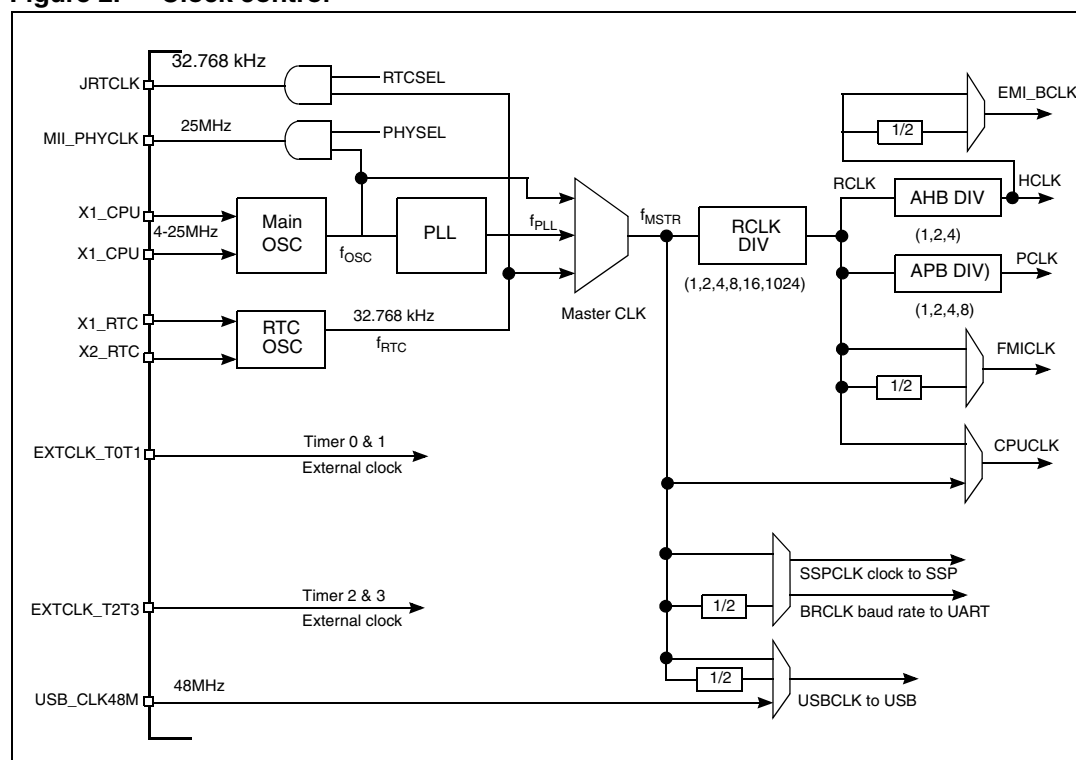 Figure 2. Clock control
32.768 kHz
JRTCLK
RTCSEL
MII_PHYCLK
25MHz
PHYSEL
X1_CPU
4-25MHz
X1_CPU
Main
OSC
fOSC
PLL
fPLL
fMSTR
Master CLK
RCLK
DIV
(1,2,4,8,16,1024)
RCLK
AHB DIV
(1,2,4)
HCLK
1/2
EMI_BCLK
APB DIV)
(1,2,4,8)
PCLK
X1_RTC
X2_RTC
RTC
OSC
32.768 kHz
fRTC
1/2
FMICLK
CPUCLK
EXTCLK_T0T1
Timer 0 & 1
External clock
EXTCLK_T2T3
Timer 2 & 3
External clock
1/2
SSPCLK clock to SSP
BRCLK baud rate to UART
USB_CLK48M
48MHz
1/2
USBCLK to USB